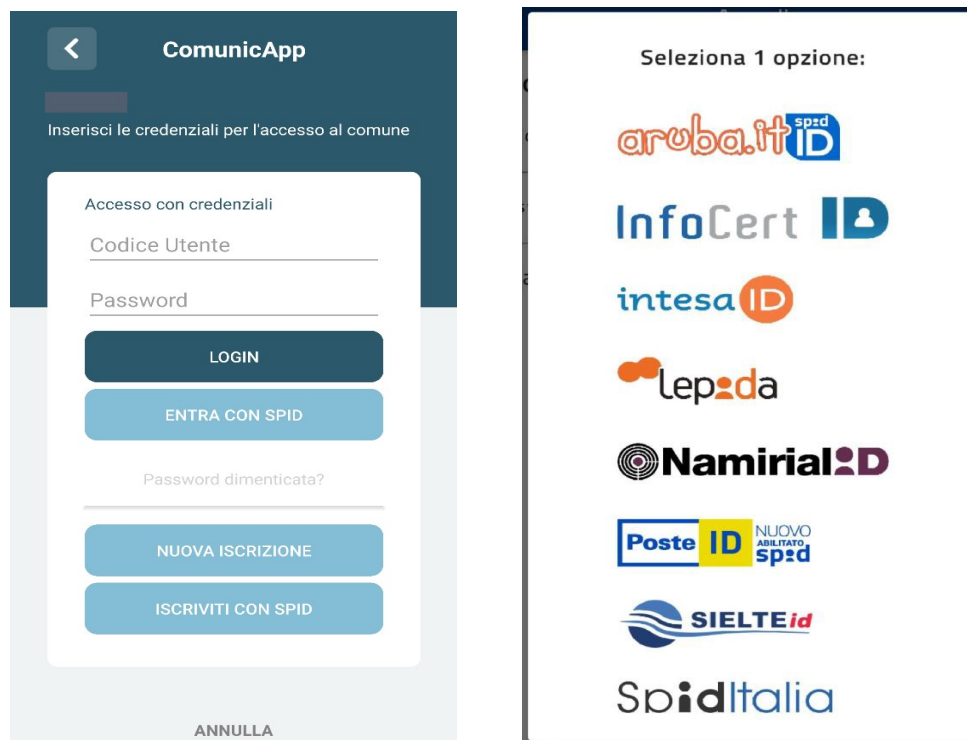 ComunicApp
Inserisci le credenziali per l'accesso al comune
Accesso con credenziali
Codice Utente
Password
LOGIN
ENTRA CON SPID
Password dimenticata?
NUOVA ISCRIZIONE
ISCRIVITI CON SPID
ANNULLA
Seleziona 1 opzione:
aruba.it spid ID
InfoCert ID
intesa ID
Lepida
Namirial ID
Poste ID NUOVO
ABILITATO
spid
SIELTE id
SpidItalia